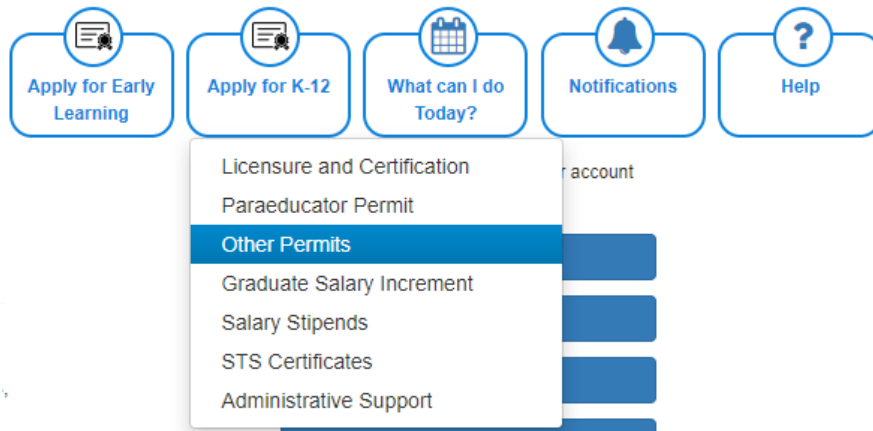 Apply for Early
Learning
Apply for K-12
What can I do
Today?
Notifications
?
Help
Licensure and Certification
account
Paraeducator Permit
Other Permits
Graduate Salary Increment
Salary Stipends
STS Certificates
Administrative Support